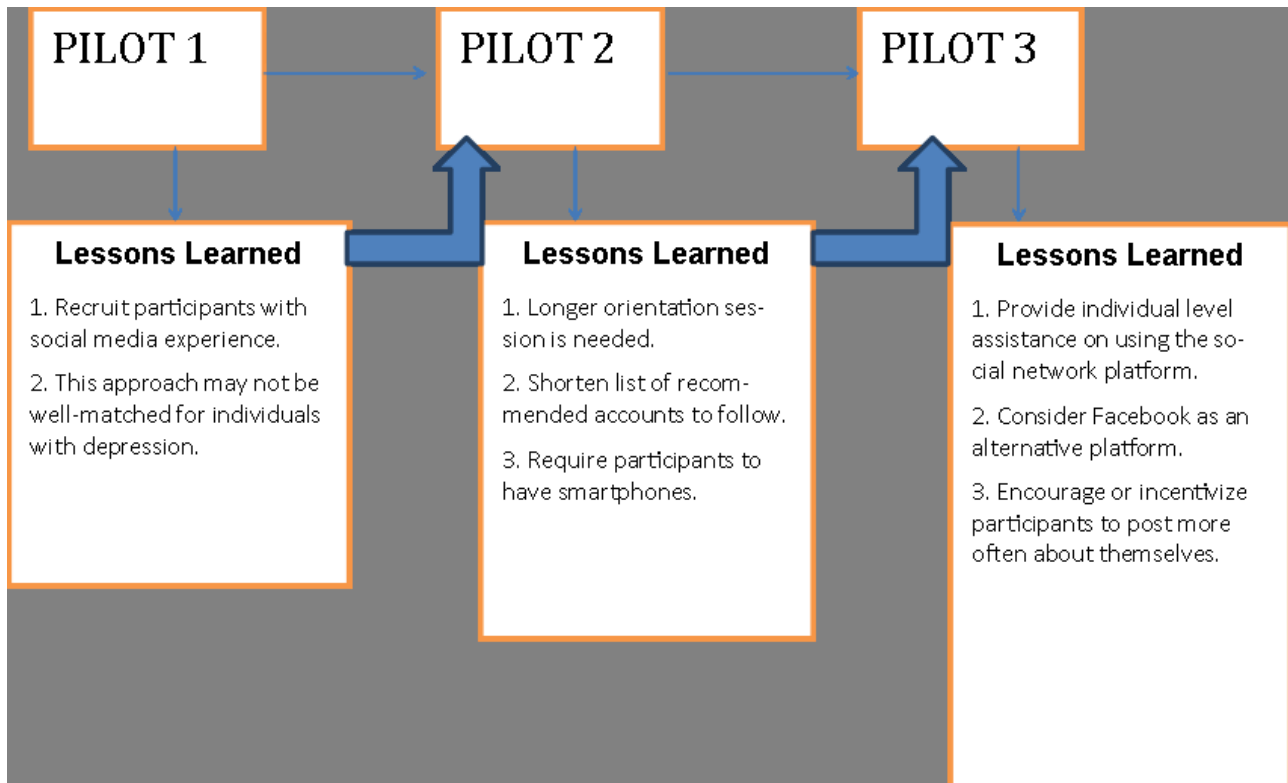 PILOT 1
PILOT 2
PILOT 3
Lessons Learned
1. Recruit participants with
social media experience.
2. This approach may not be
well-matched for individuals
with depression.
Lessons Learned
1. Longer orientation ses-
sion is needed.
2. Shorten list of recom-
mended accounts to follow.
3. Require participants to
have smartphones.
Lessons Learned
1. Provide individual level
assistance on using the so-
cial network platform.
2. Consider Facebook as an
alternative platform.
3. Encourage or incentivize
participants to post more
often about themselves.